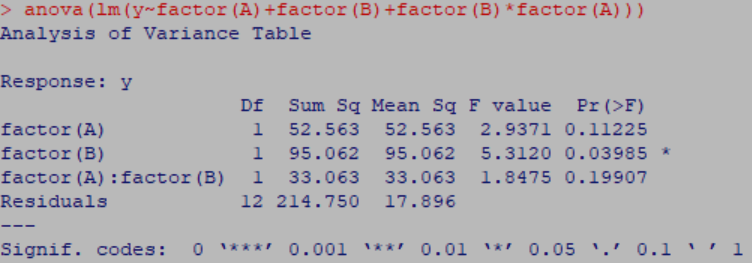 > anova(lm(y~factor(A)+factor(B)+factor(B)*factor(A)))
Analysis of Variance Table

Response: y
                    Df  Sum Sq Mean Sq F value  Pr(>F)
factor(A)            1  52.563  52.563  2.9371 0.11225
factor(B)            1  95.062  95.062  5.3120 0.03985 *
factor(A):factor(B)  1  33.063  33.063  1.8475 0.19907
Residuals           12 214.750  17.896
---
Signif. codes:  0 ‘***’ 0.001 ‘**’ 0.01 ‘*’ 0.05 ‘.’ 0.1 ‘ ’ 1